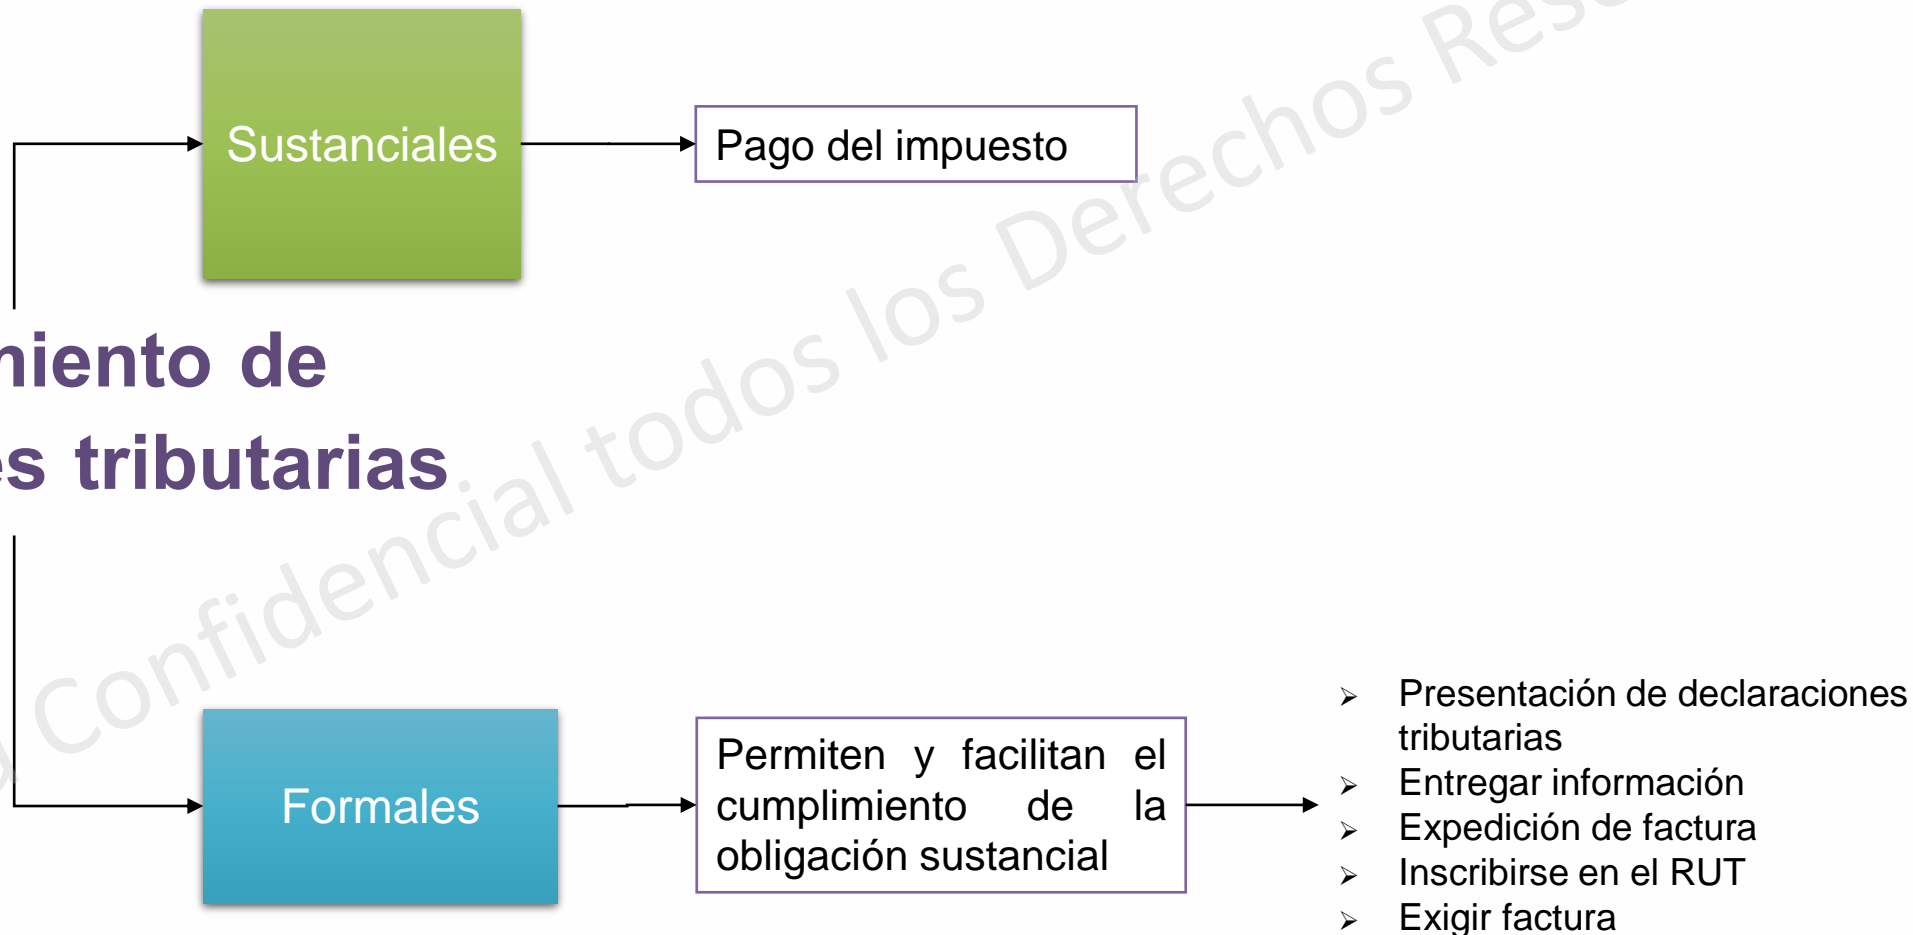 Sustanciales
Pago del impuesto
miento de
es tributarias
Confidencial todos los Derechos
Formales
Permiten y facilitan el
cumplimiento de la
obligación sustancial
➢ Presentación de declaraciones
tributarias
➢ Entregar información
➢ Expedición de factura
➢ Inscribirse en el RUT
➢ Exigir factura